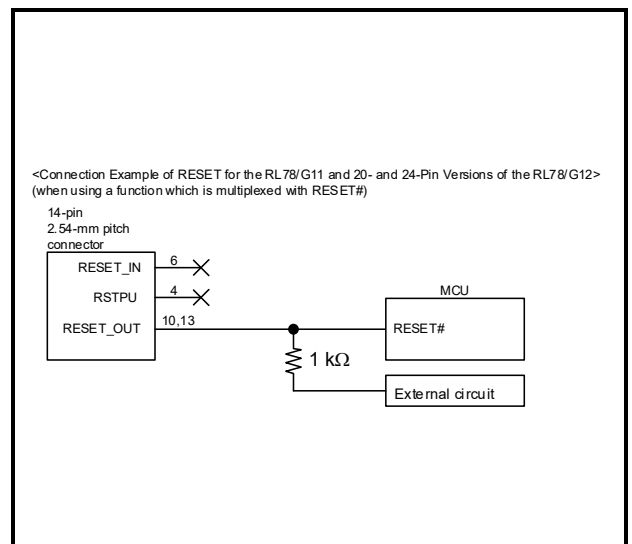 <Connection Example of RESET for the RL78/G11 and 20- and 24-Pin Versions of the RL78/G12>
(when using a function which is multiplexed with RESET#)
14-pin
2.54-mm pitch
connector
RESET_IN
6
RSTPU
4
RESET_OUT
10,13
MCU
RESET#
1 kΩ
External circuit